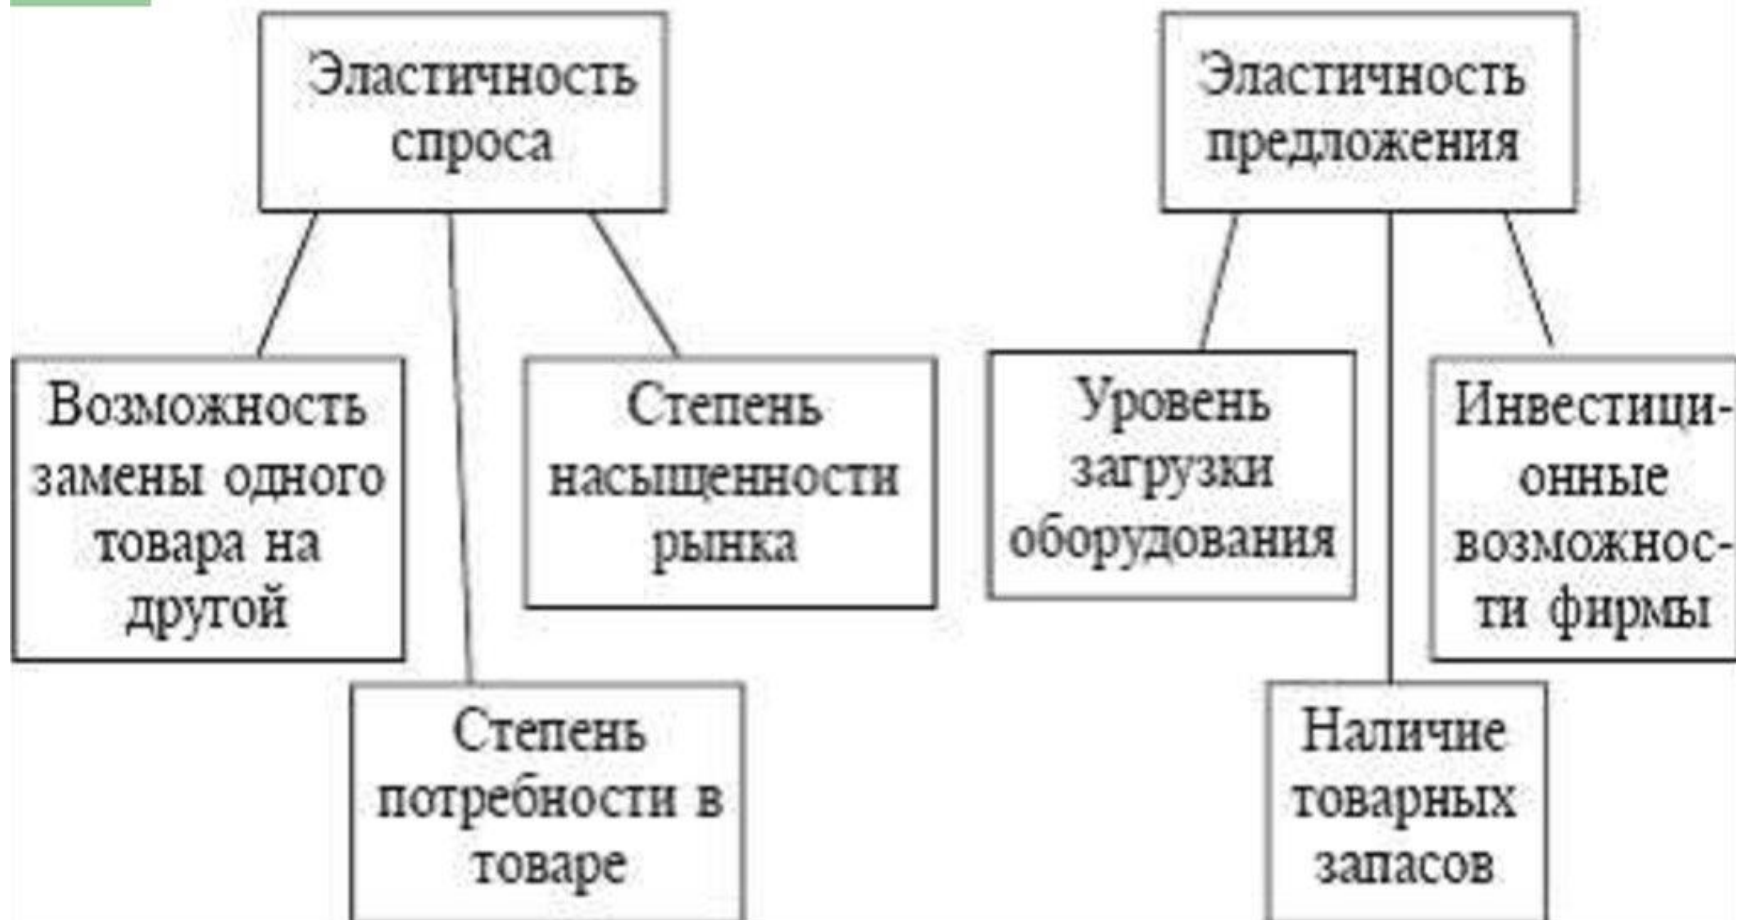 Эластичность
спроса
Возможность
замены одного
товара на
другой
Степень
потребности в
товаре
Степень
насыщенности
рынка
Эластичность
предложения
Уровень
загрузки
оборудования
Наличие
товарных
запасов
Инвестици-
онные
возможнос-
ти фирмы